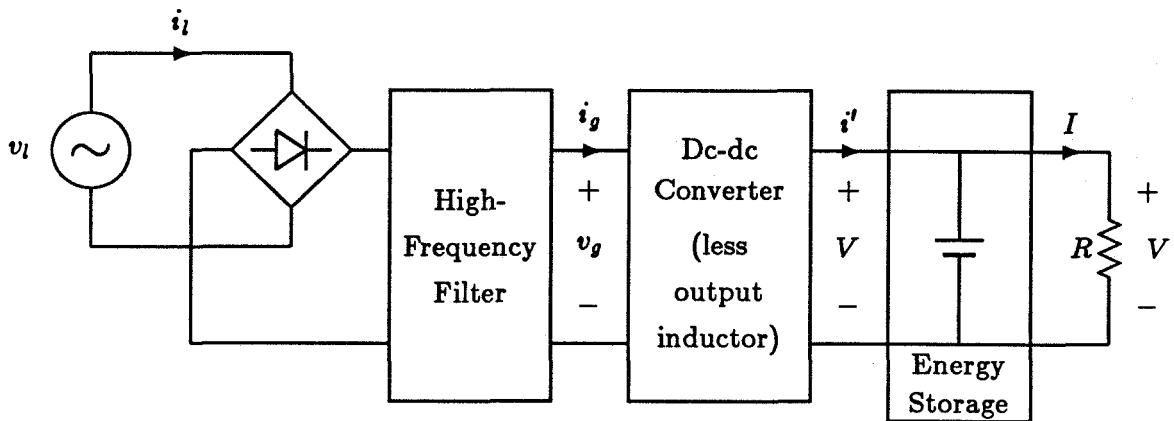 i_l
v_l
High-
Frequency
Filter
i_g
+
v_g
−
Dc-dc
Converter
(less
output
inductor)
i'
+
V
−
Energy
Storage
I
R
+
V
−